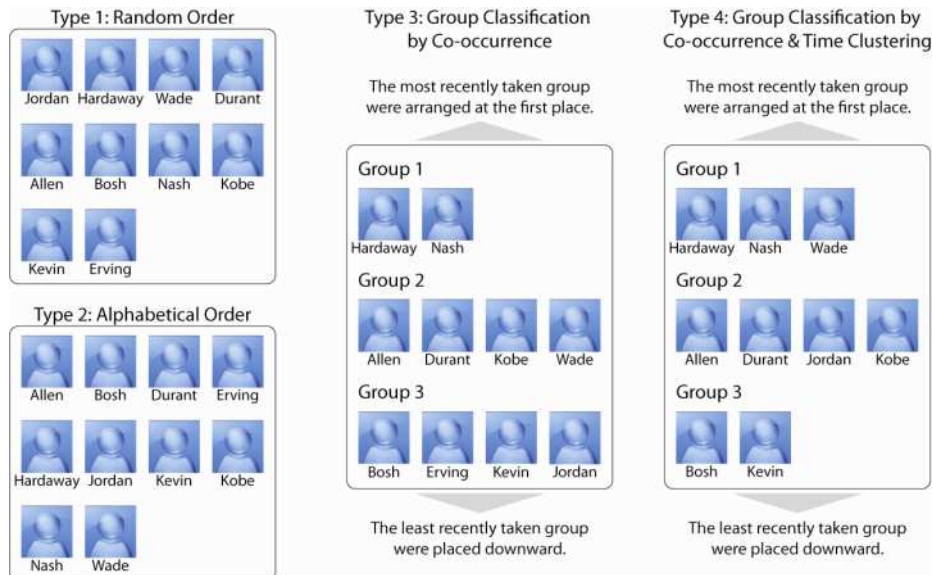 Type 1: Random Order
Jordan Hardaway Wade Durant
Allen Bosh Nash Kobe
Kevin Erving
Type 2: Alphabetical Order
Allen Bosh Durant Erving
Hardaway Jordan Kevin Kobe
Nash Wade
Type 3: Group Classification
by Co-occurrence
The most recently taken group
were arranged at the first place.
Group 1
Hardaway Nash
Group 2
Allen Durant Kobe Wade
Group 3
Bosh Erving Kevin Jordan
The least recently taken group
were placed downward.
Type 4: Group Classification by
Co-occurrence & Time Clustering
The most recently taken group
were arranged at the first place.
Group 1
Hardaway Nash Wade
Group 2
Allen Durant Jordan Kobe
Group 3
Bosh Kevin
The least recently taken group
were placed downward.